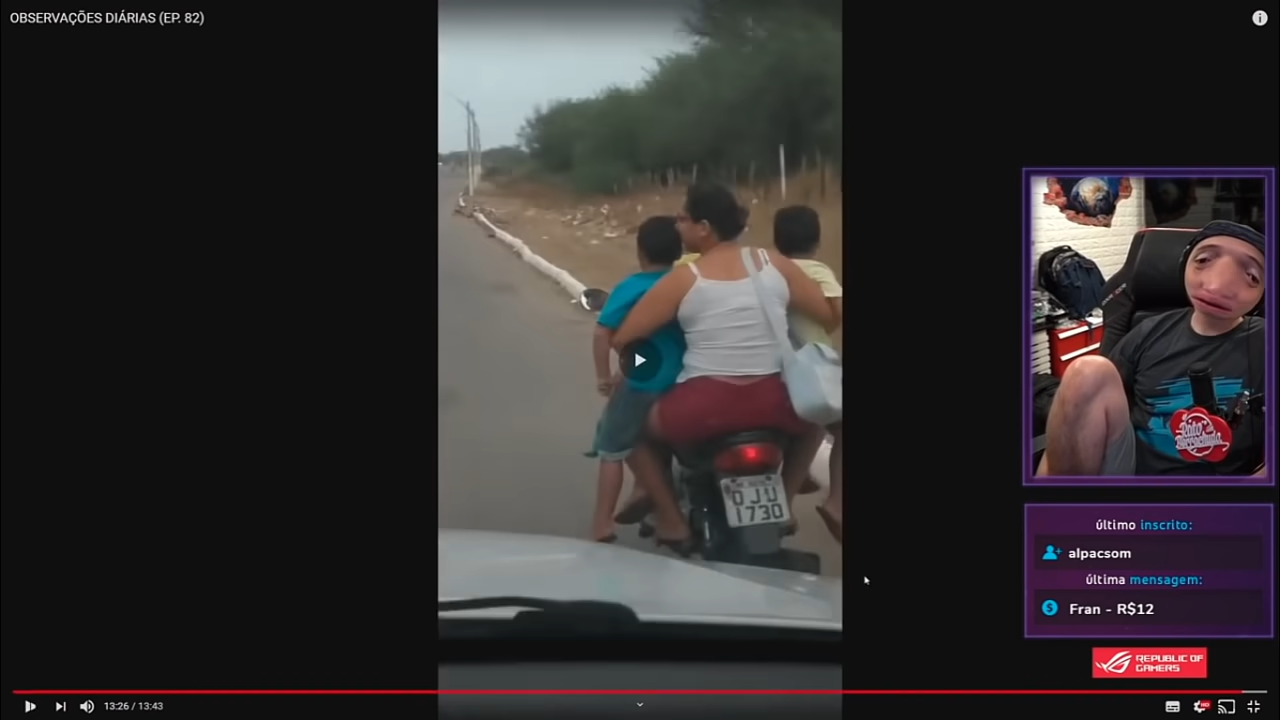 OBSERVAÇÕES DIÁRIAS (EP. 82)
OJU
1730
último inscrito:
alpacsom
última mensagem:
Fran - R$12
REPUBLIC OF
GAMERS
13:26 / 13:43